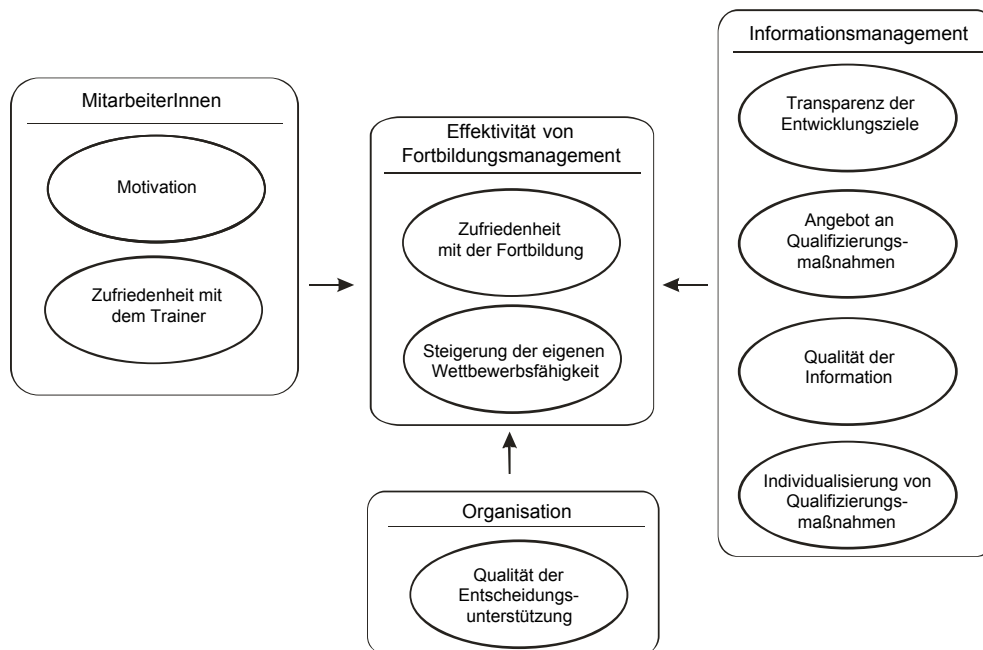 MitarbeiterInnen
Motivation
Zufriedenheit mit
dem Trainer
Effektivität von
Fortbildungsmanagement
Zufriedenheit
mit der Fortbildung
Steigerung der eigenen
Wettbewerbsfähigkeit
Organisation
Qualität der
Entscheidungs-
unterstützung
Informationsmanagement
Transparenz der
Entwicklungsziele
Angebot an
Qualifizierungs-
maßnahmen
Qualität der
Information
Individualisierung von
Qualifizierungs-
maßnahmen